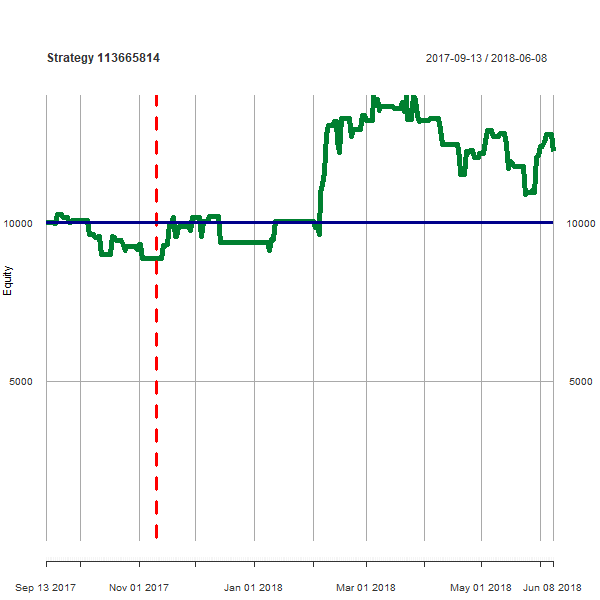 Strategy 113665814 2017-09-13 / 2018-06-08
10000 10000
Equity
5000 5000
Sep 13 2017 Nov 01 2017 Jan 01 2018 Mar 01 2018 May 01 2018 Jun 08 2018